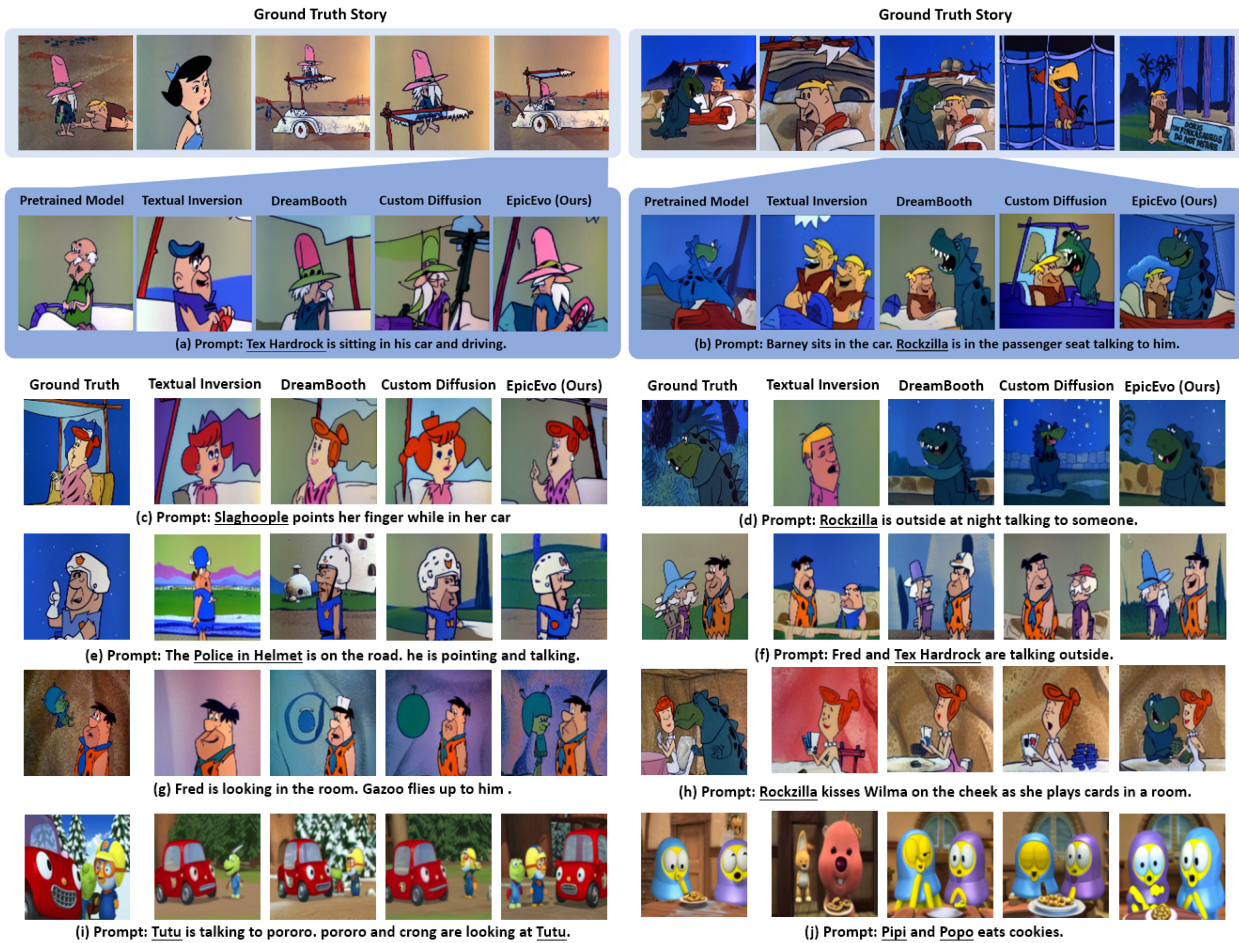 Ground Truth Story
Ground Truth Story
BORIS
THE FINKASAURUS
DO NOT DISTURB
Pretrained Model Textual Inversion DreamBooth Custom Diffusion EpicEvo (Ours)
(a) Prompt: Tex Hardrock is sitting in his car and driving.
Pretrained Model Textual Inversion DreamBooth Custom Diffusion EpicEvo (Ours)
(b) Prompt: Barney sits in the car. Rockzilla is in the passenger seat talking to him.
Ground Truth Textual Inversion DreamBooth Custom Diffusion EpicEvo (Ours)
(c) Prompt: Slaghoople points her finger while in her car
Ground Truth Textual Inversion DreamBooth Custom Diffusion EpicEvo (Ours)
(d) Prompt: Rockzilla is outside at night talking to someone.
(e) Prompt: The Police in Helmet is on the road. he is pointing and talking.
(f) Prompt: Fred and Tex Hardrock are talking outside.
(g) Fred is looking in the room. Gazoo flies up to him .
(h) Prompt: Rockzilla kisses Wilma on the cheek as she plays cards in a room.
(i) Prompt: Tutu is talking to pororo. pororo and crong are looking at Tutu.
(j) Prompt: Pipi and Popo eats cookies.